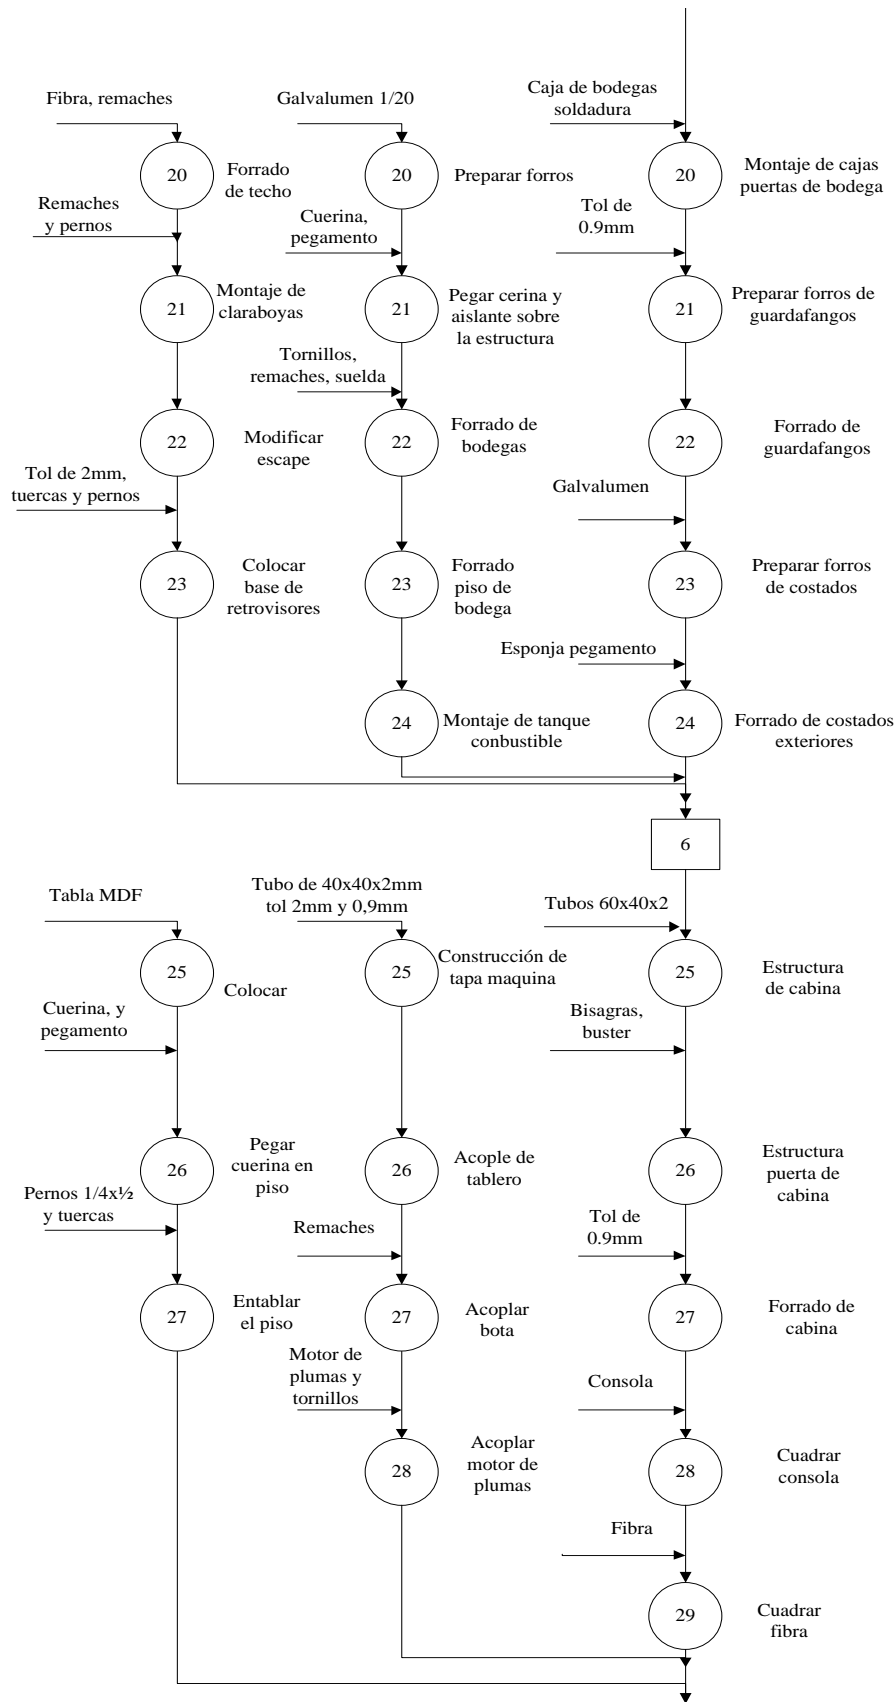 Caja de bodegas
soldadura
Fibra, remaches
Galvalumen 1/20
20
Forrado
de techo
20
Preparar forros
20
Montaje de cajas
puertas de bodega
Remaches
y pernos
Cuerina,
pegamento
Tol de
0.9mm
21
Montaje de
claraboyas
21
Pegar cerina y
aislante sobre
la estructura
21
Preparar forros de
guardafangos
Tornillos,
remaches, suelda
22
Modificar
escape
22
Forrado de
bodegas
22
Forrado de
guardafangos
Tol de 2mm,
tuercas y pernos
Galvalumen
23
Colocar
base de
retrovisores
23
Forrado
piso de
bodega
23
Preparar forros
de costados
Esponja pegamento
24
Montaje de tanque
conbustible
24
Forrado de costados
exteriores
6
Tabla MDF
Tubo de 40x40x2mm
tol 2mm y 0,9mm
Tubos 60x40x2
25
Colocar
25
Construcción de
tapa maquina
25
Estructura
de cabina
Cuerina, y
pegamento
Bisagras,
buster
26
Pegar
cuerina en
piso
26
Acople de
tablero
26
Estructura
puerta de
cabina
Pernos 1/4x½
y tuercas
Remaches
Tol de
0.9mm
27
Entablar
el piso
27
Acoplar
bota
27
Forrado de
cabina
Motor de
plumas y
tornillos
Consola
28
Acoplar
motor de
plumas
28
Cuadrar
consola
Fibra
29
Cuadrar
fibra